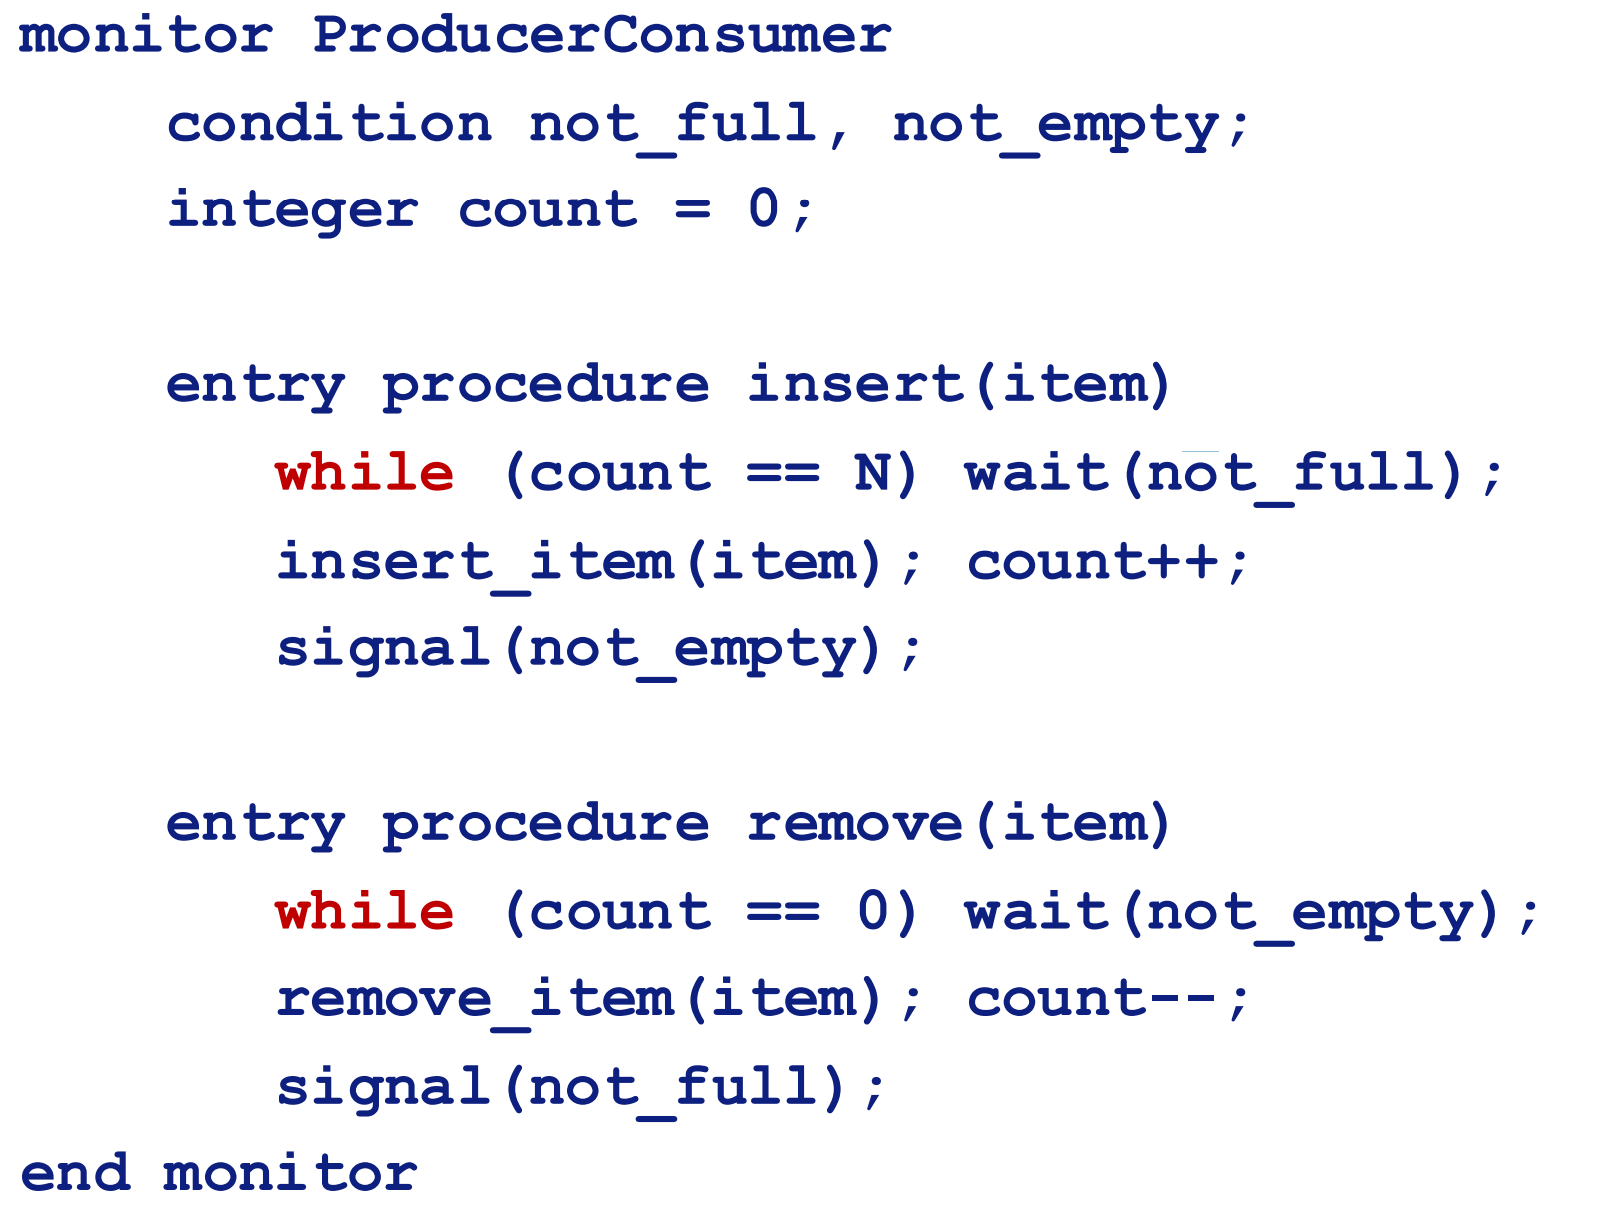 monitor ProducerConsumer
condition not_full, not_empty;
integer count = 0;
entry procedure insert(item)
while (count == N) wait(not_full);
insert_item(item); count++;
signal(not_empty);
entry procedure remove(item)
while (count == 0) wait(not_empty);
remove_item(item); count--;
signal(not_full);
end monitor